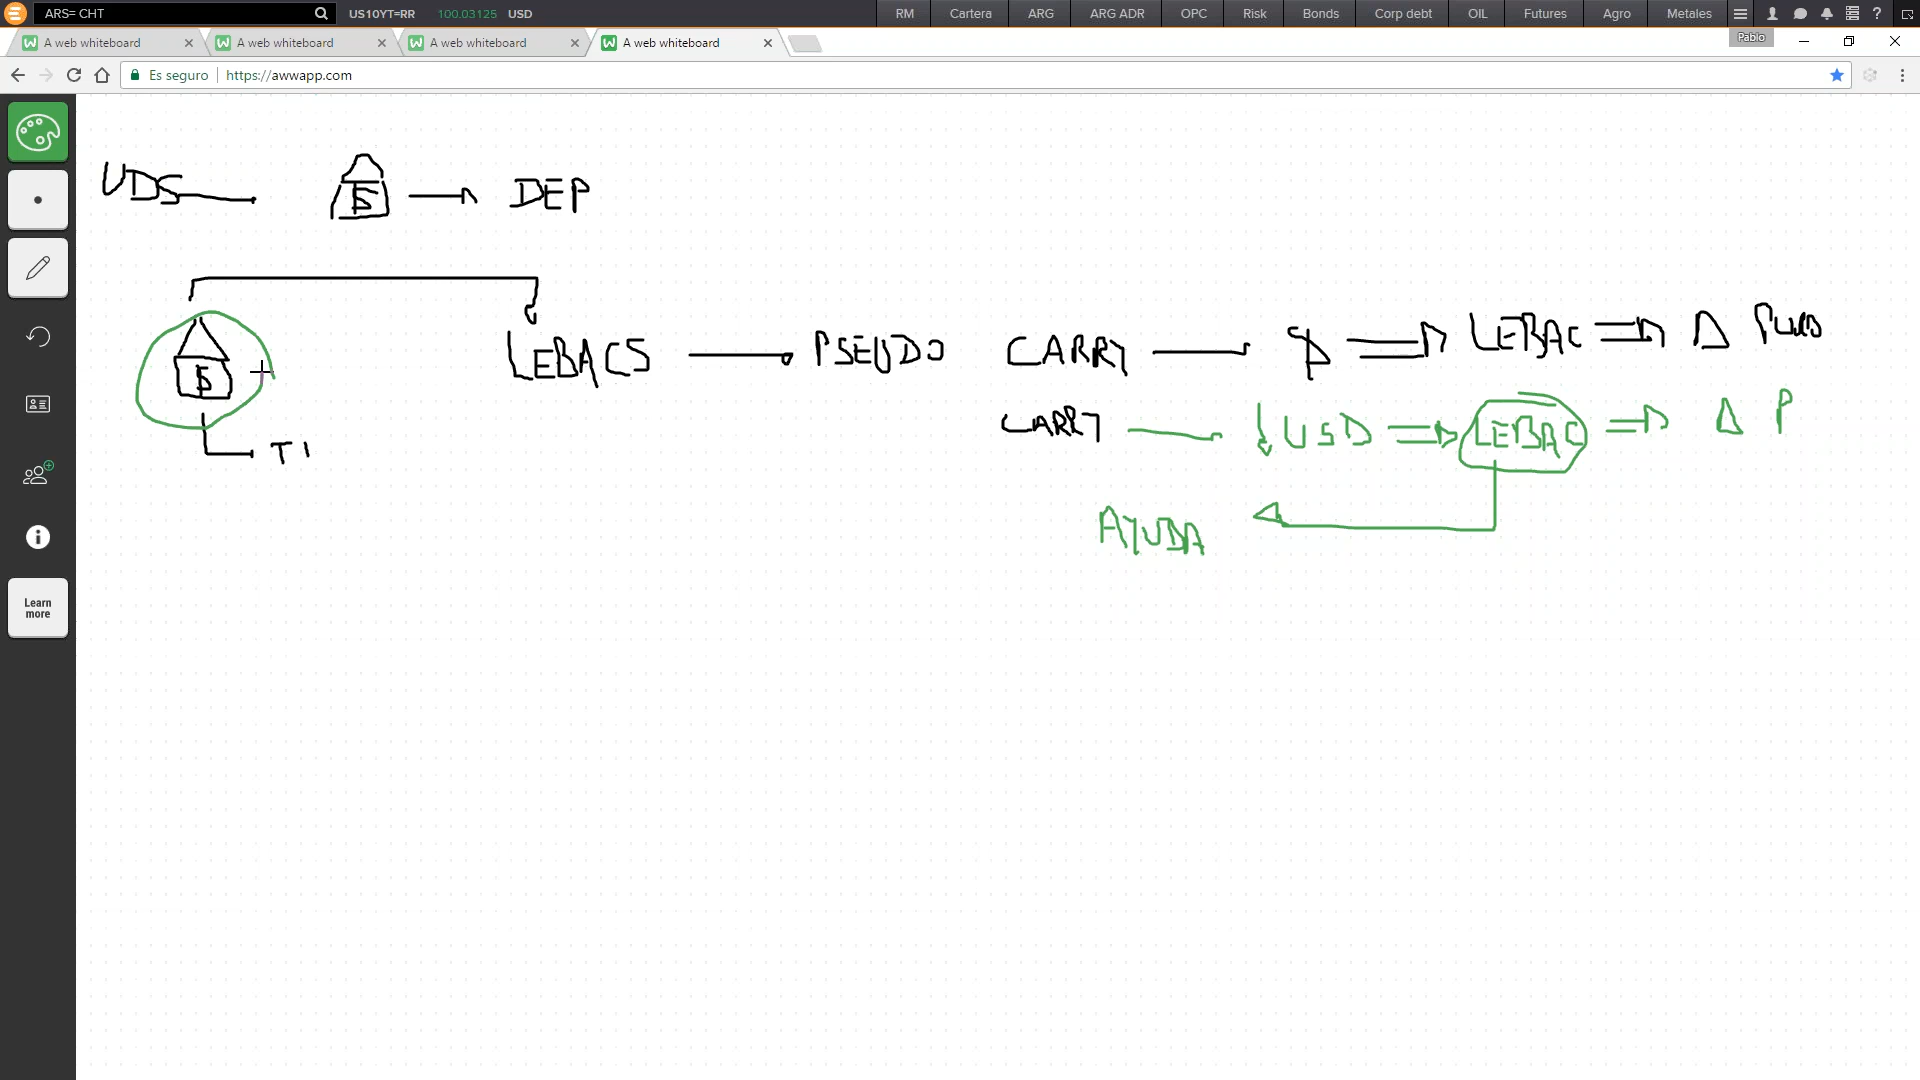 ARS= CHT US10YT=RR 100.03125 USD RM Cartera ARG ARG ADR OPC Risk Bonds Corp debt OIL Futures Agro Metales ?
A web whiteboard A web whiteboard A web whiteboard A web whiteboard Pablo
Es seguro https://awwapp.com
UDS $ → DEP
LEBACS PSEUDO CARRY $ ⇒ LEBAC ⇒ Δ
$
CARRY ↓ USD ⇒ LEBAC ⇒ Δ P
AYUDA
Learn
more